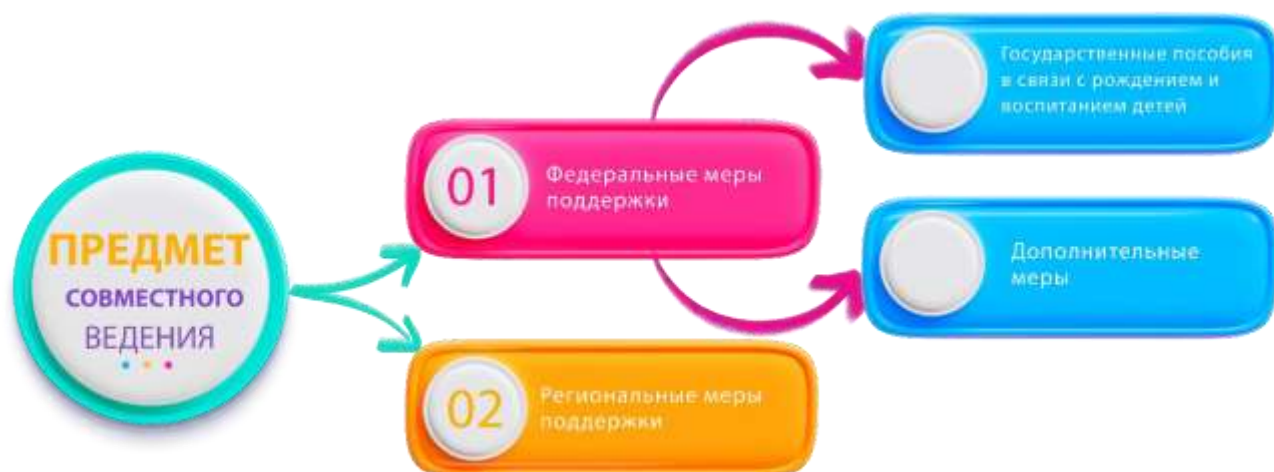 ПРЕДМЕТ
СОВМЕСТНОГО
ВЕДЕНИЯ
01
Федеральные меры
поддержки
Государственные пособия
в связи с рождением и
воспитанием детей
Дополнительные
меры
02
Региональные меры
поддержки